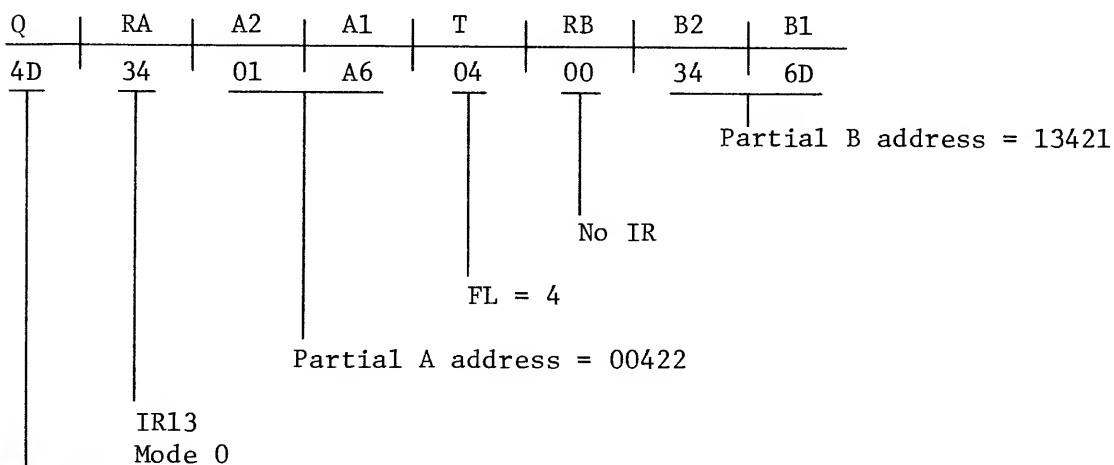 Q RA A2 A1 T RB B2 B1
4D 34 01 A6 04 00 34 6D
Partial B address = 13421
No IR
FL = 4
Partial A address = 00422
IR13
Mode 0